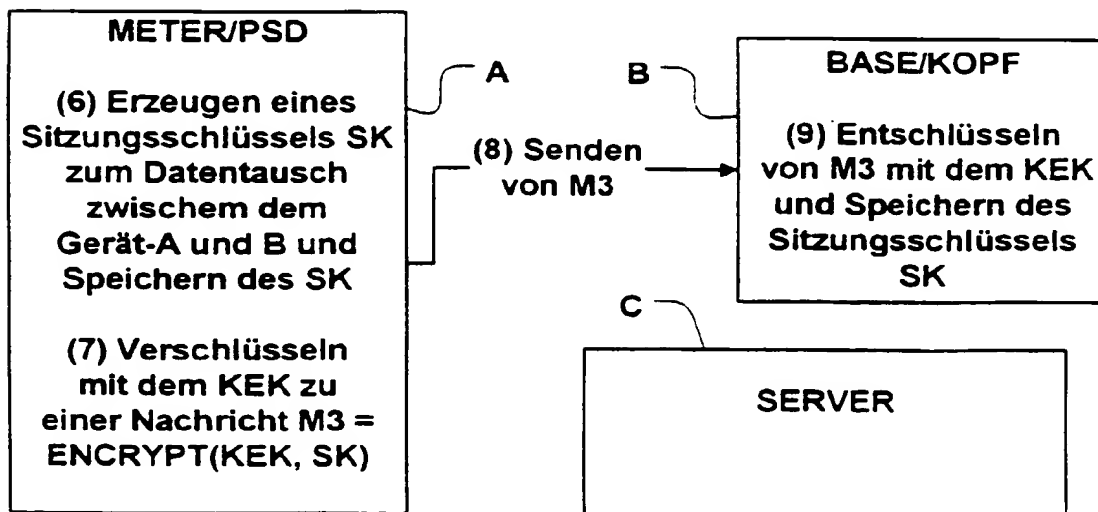 METER/PSD
(6) Erzeugen eines
Sitzungsschlüssels SK
zum Datentausch
zwischem dem
Gerät-A und B und
Speichern des SK
(7) Verschlüsseln
mit dem KEK zu
einer Nachricht M3 =
ENCRYPT(KEK, SK)
A
(8) Senden
von M3
B
BASE/KOPF
(9) Entschlüsseln
von M3 mit dem KEK
und Speichern des
Sitzungsschlüssels
SK
C
SERVER